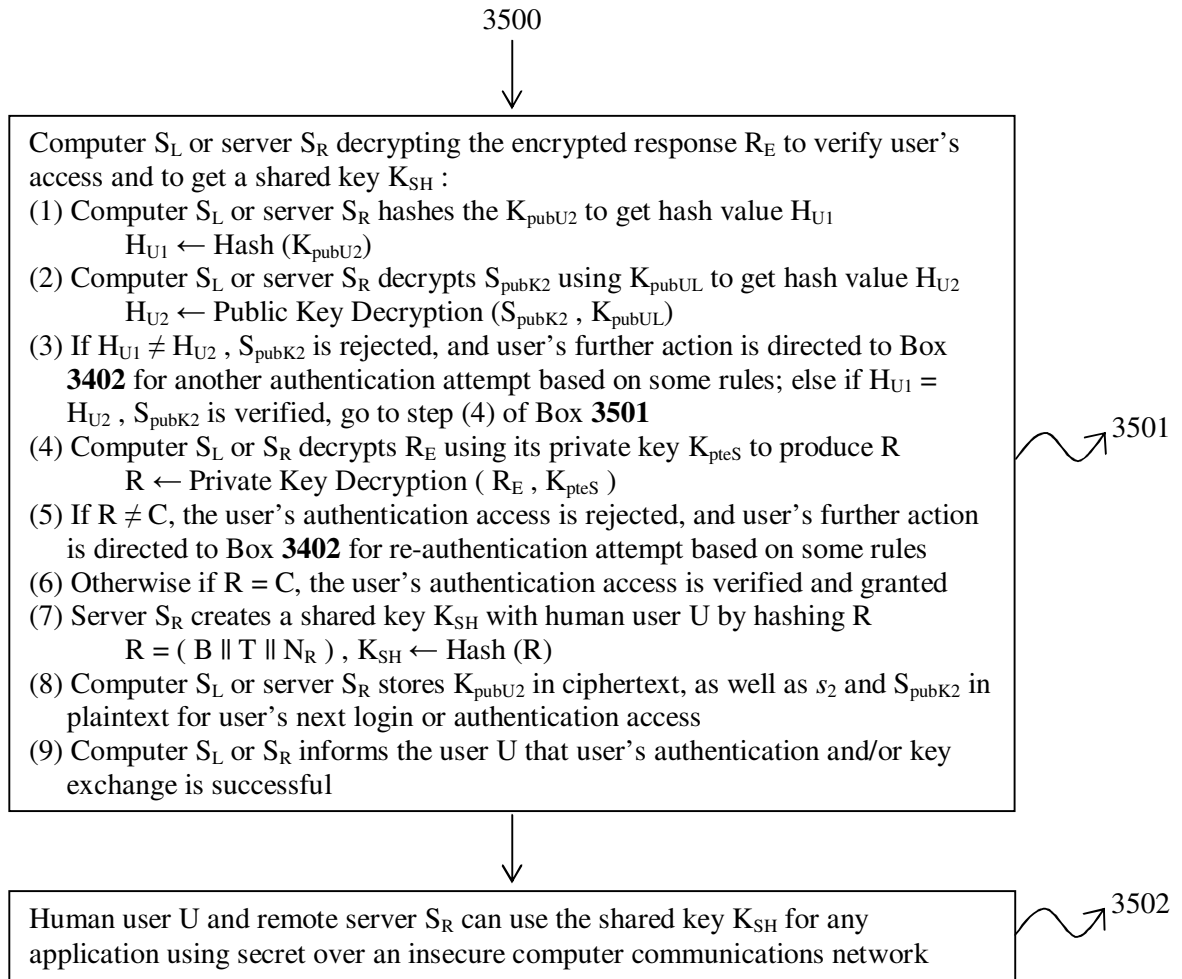 3500
Computer S_L or server S_R decrypting the encrypted response R_E to verify user’s
access and to get a shared key K_SH :
(1) Computer S_L or server S_R hashes the K_pubU2 to get hash value H_U1
H_U1 ← Hash (K_pubU2)
(2) Computer S_L or server S_R decrypts S_pubK2 using K_pubUL to get hash value H_U2
H_U2 ← Public Key Decryption (S_pubK2 , K_pubUL)
(3) If H_U1 ≠ H_U2 , S_pubK2 is rejected, and user’s further action is directed to Box
3402 for another authentication attempt based on some rules; else if H_U1 =
H_U2 , S_pubK2 is verified, go to step (4) of Box 3501
(4) Computer S_L or S_R decrypts R_E using its private key K_pteS to produce R
R ← Private Key Decryption ( R_E , K_pteS )
(5) If R ≠ C, the user’s authentication access is rejected, and user’s further action
is directed to Box 3402 for re-authentication attempt based on some rules
(6) Otherwise if R = C, the user’s authentication access is verified and granted
(7) Server S_R creates a shared key K_SH with human user U by hashing R
R = ( B ǁ T ǁ N_R ) , K_SH ← Hash (R)
(8) Computer S_L or server S_R stores K_pubU2 in ciphertext, as well as s_2 and S_pubK2 in
plaintext for user’s next login or authentication access
(9) Computer S_L or S_R informs the user U that user’s authentication and/or key
exchange is successful
3501
Human user U and remote server S_R can use the shared key K_SH for any
application using secret over an insecure computer communications network
3502